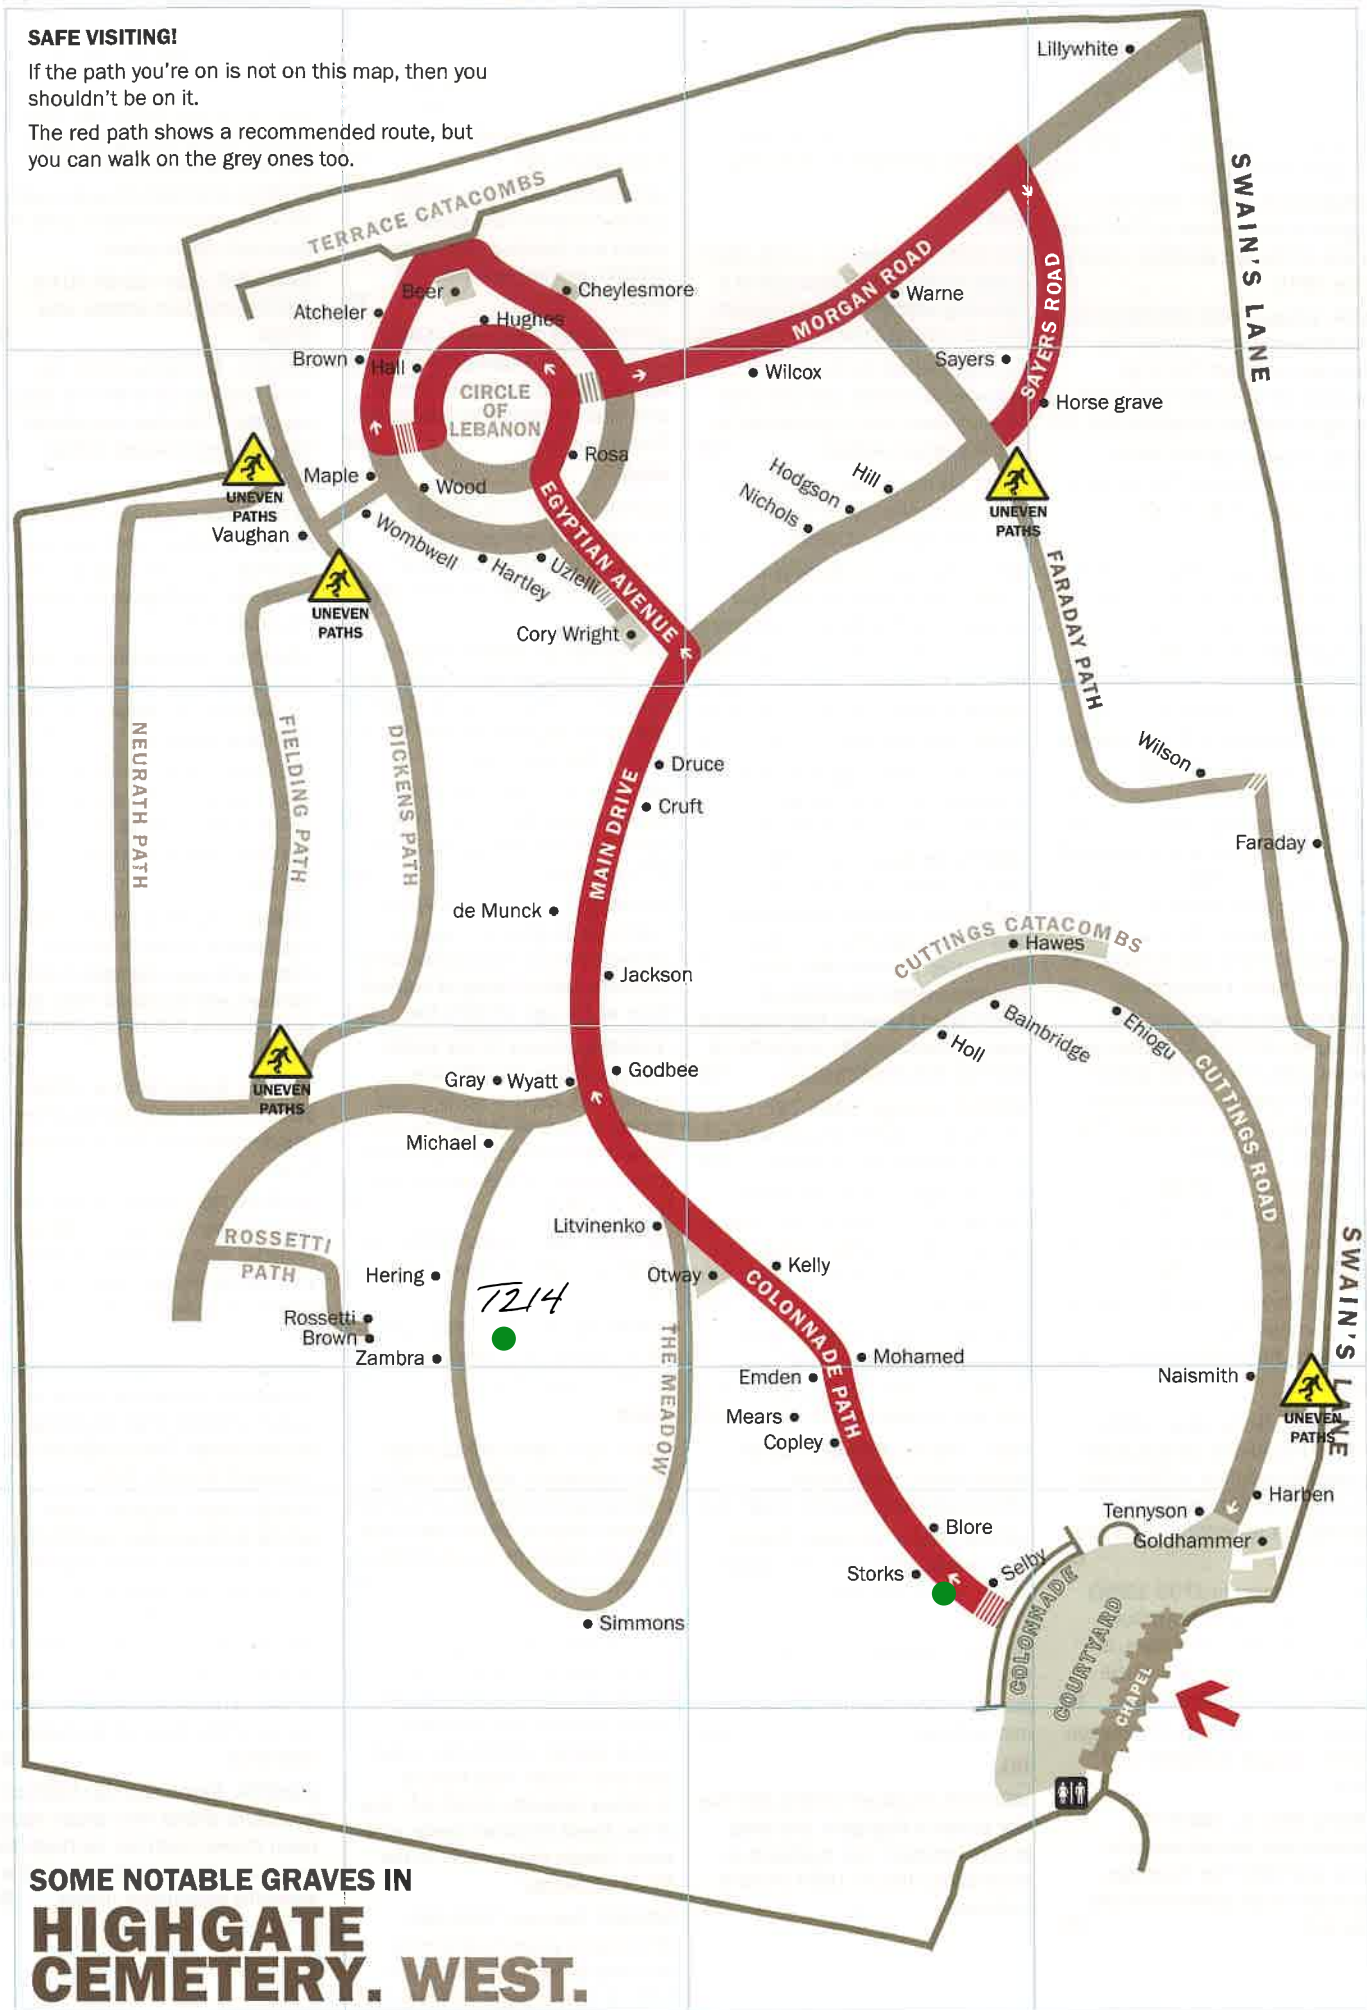 SAFE VISITING!
If the path you're on is not on this map, then you
shouldn't be on it.
The red path shows a recommended route, but
you can walk on the grey ones too.
Lillywhite
SWAIN'S LANE
TERRACE CATACOMBS
Beer
Cheylesmore
Atcheler
Hughes
MORGAN ROAD
Warne
SAYERS ROAD
Brown
Hall
Wilcox
Sayers
CIRCLE
OF
LEBANON
Horse grave
Rosa
Maple
Wood
Hodgson
Hill
Nichols
UNEVEN
PATHS
UNEVEN
PATHS
Vaughan
Wombwell
Hartley
Uzielli
EGYPTIAN AVENUE
FARADAY PATH
UNEVEN
PATHS
Cory Wright
NEURATH PATH
FIELDING PATH
DICKENS PATH
Druce
Wilson
MAIN DRIVE
Cruft
Faraday
de Munck
CUTTINGS CATACOMBS
Hawes
Jackson
Bainbridge
Ehiogu
Holl
UNEVEN
PATHS
Gray
Wyatt
Godbee
CUTTINGS ROAD
Michael
Litvinenko
ROSSETTI
PATH
Hering
Otway
Kelly
SWAIN'S LANE
T214
COLONNADE PATH
Rossetti
Brown
Zambra
THE MEADOW
Mohamed
Emden
Naismith
Mears
UNEVEN
PATHS
Copley
Harben
Tennyson
Blore
Goldhammer
Storks
Selby
Simmons
COLONNADE
COURTYARD
CHAPEL
SOME NOTABLE GRAVES IN
HIGHGATE
CEMETERY. WEST.